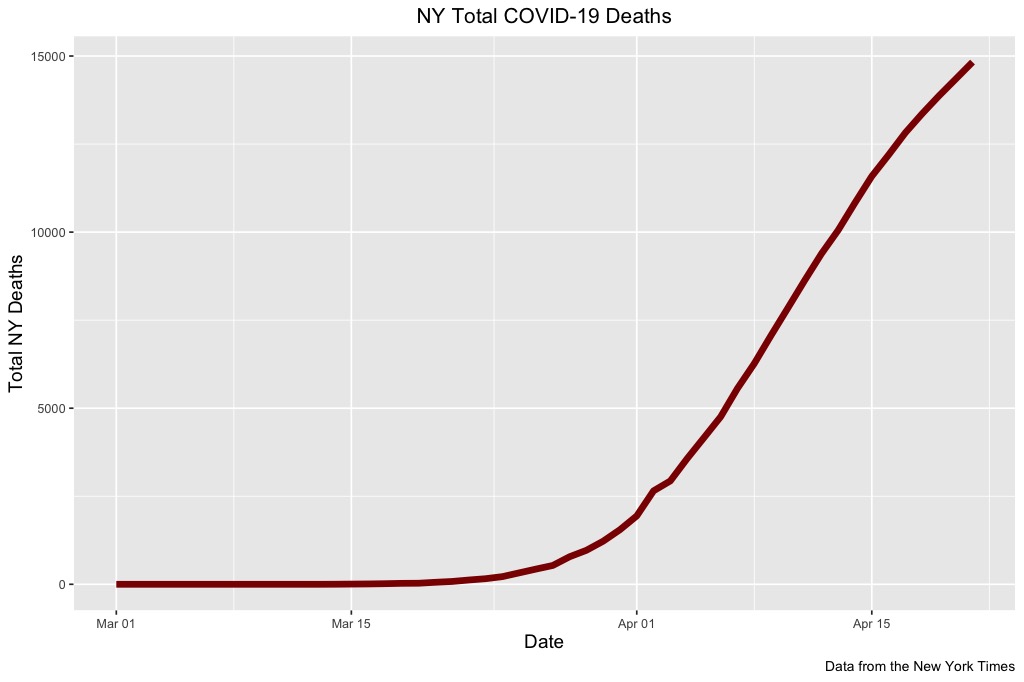 NY Total COVID-19 Deaths
Total NY Deaths
15000
10000
5000
0
Mar 01
Mar 15
Apr 01
Apr 15
Date
Data from the New York Times